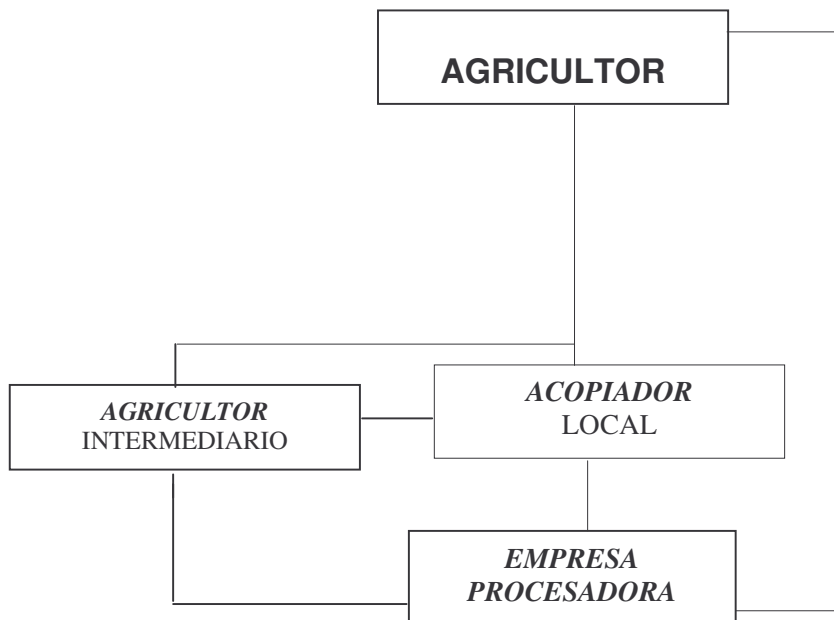 AGRICULTOR
AGRICULTOR
INTERMEDIARIO
ACOPIADOR
LOCAL
EMPRESA
PROCESADORA